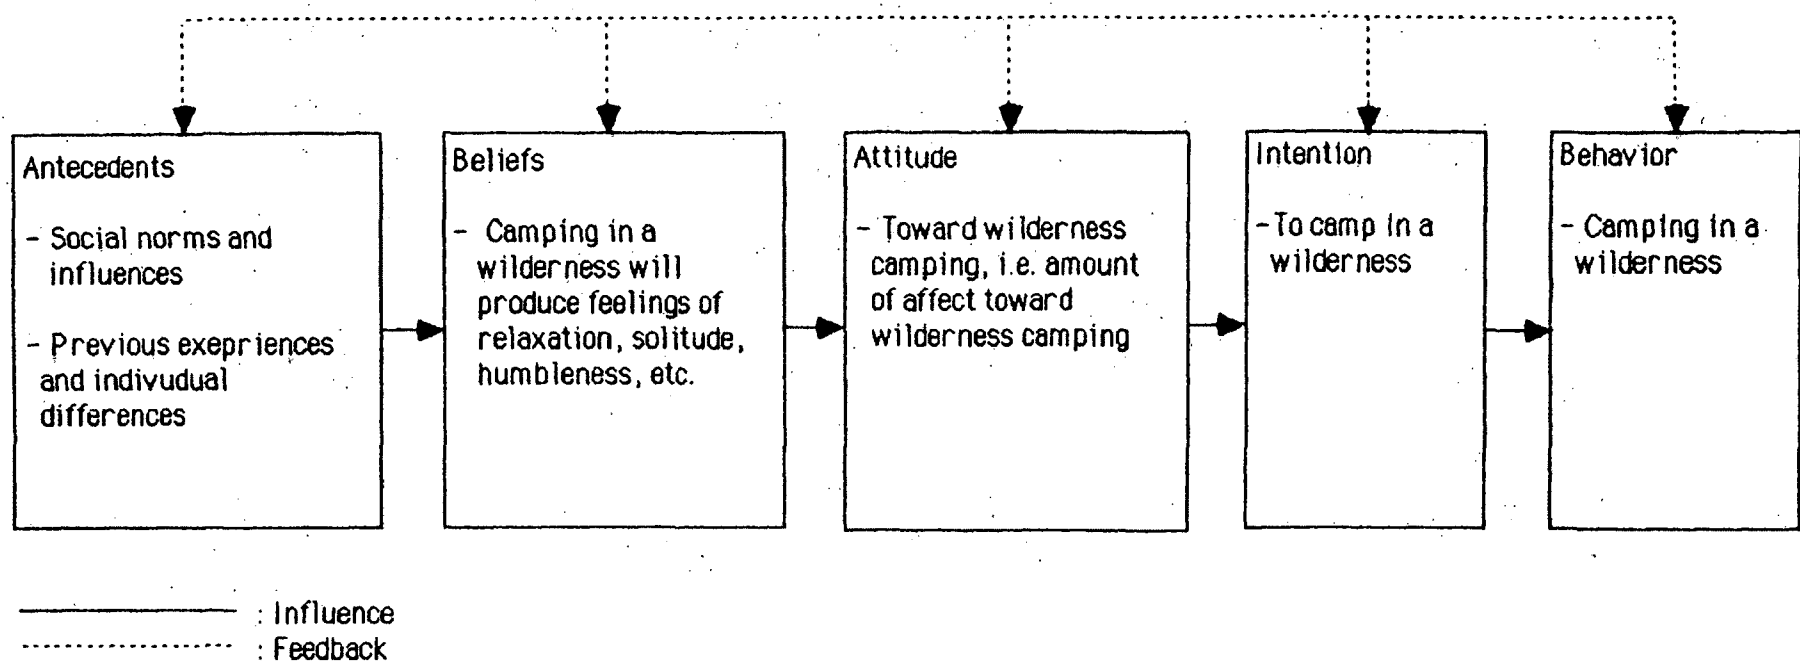 Antecedents
- Social norms and
influences
- Previous exepriences
and indivudual
differences
Beliefs
- Camping in a
wilderness will
produce feelings of
relaxation, solitude,
humbleness, etc.
Attitude
- Toward wilderness
camping, i.e. amount
of affect toward
wilderness camping
Intention
- To camp in a
wilderness
Behavior
- Camping in a
wilderness
: Influence
: Feedback